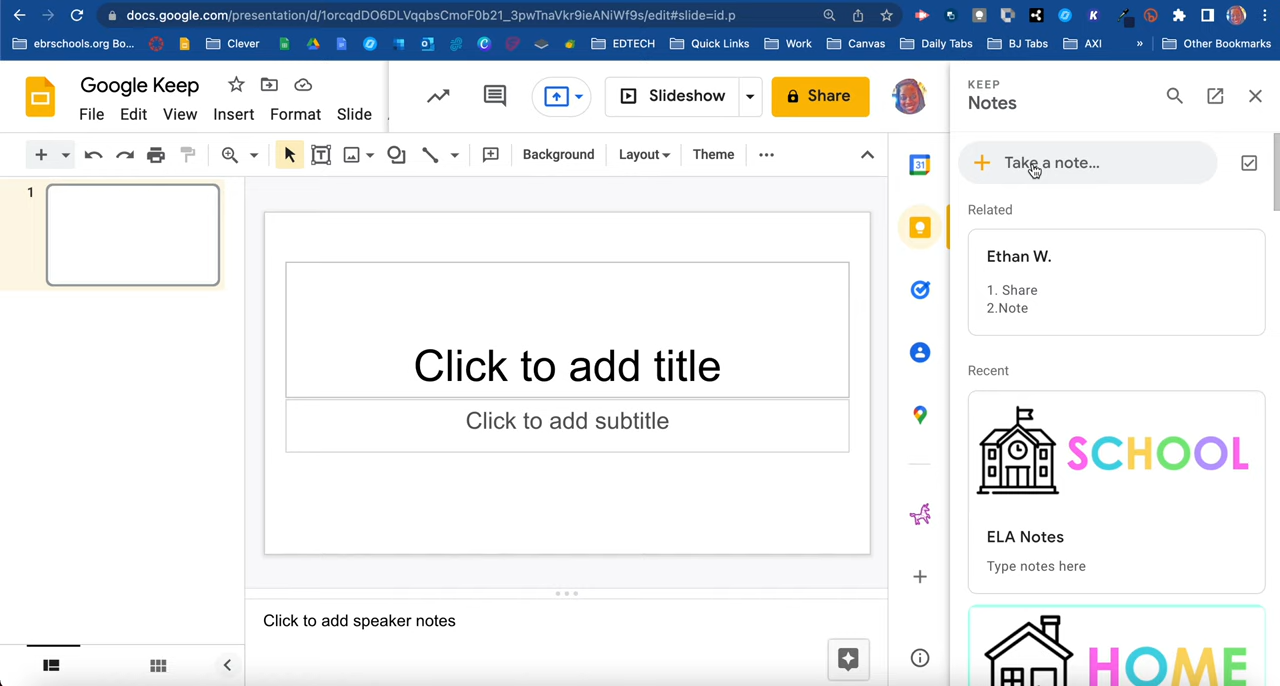 docs.google.com/presentation/d/1orcqdDO6DLVqqbsCmoF0b21_3pwTnaVkr9ieANiWf9s/edit#slide=id.p
ebrschools.org Bo...
Clever
EDTECH
Quick Links
Work
Canvas
Daily Tabs
BJ Tabs
AXI
»
Other Bookmarks
Google Keep
File Edit View Insert Format Slide
Slideshow
Share
Background
Layout
Theme
1
Click to add title
Click to add subtitle
Click to add speaker notes
31
KEEP
Notes
Take a note...
Related
Ethan W.
1. Share
2.Note
Recent
SCHOOL
ELA Notes
Type notes here
HOME